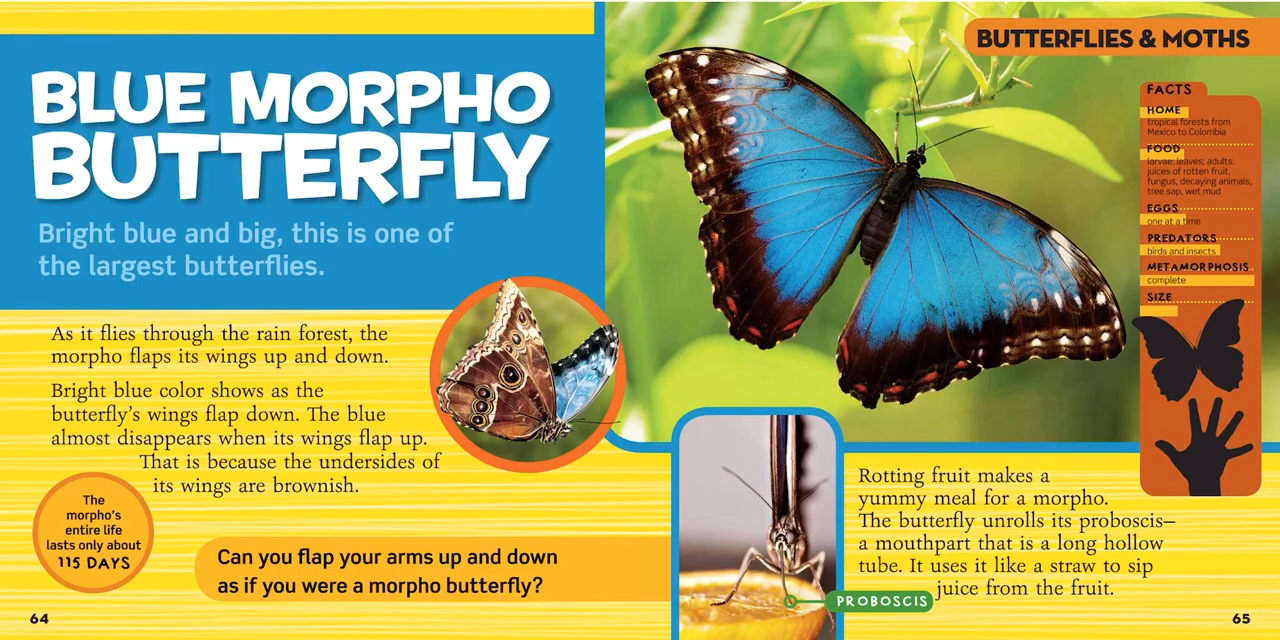 BLUE MORPHO
BUTTERFLY
Bright blue and big, this is one of
the largest butterflies.
As it flies through the rain forest, the
morpho flaps its wings up and down.
Bright blue color shows as the
butterfly's wings flap down. The blue
almost disappears when its wings flap up.
That is because the undersides of
its wings are brownish.
The
morpho's
entire life
lasts only about
115 DAYS
Can you flap your arms up and down
as if you were a morpho butterfly?
64
BUTTERFLIES & MOTHS
FACTS
HOME
tropical forests from
Mexico to Colombia
FOOD
larvae: leaves; adults:
juices of rotten fruit,
fungus, decaying animals,
tree sap, wet mud
EGGS
one at a time
PREDATORS
birds and insects
METAMORPHOSIS
complete
SIZE
Rotting fruit makes a
yummy meal for a morpho.
The butterfly unrolls its proboscis—
a mouthpart that is a long hollow
tube. It uses it like a straw to sip
juice from the fruit.
PROBOSCIS
65